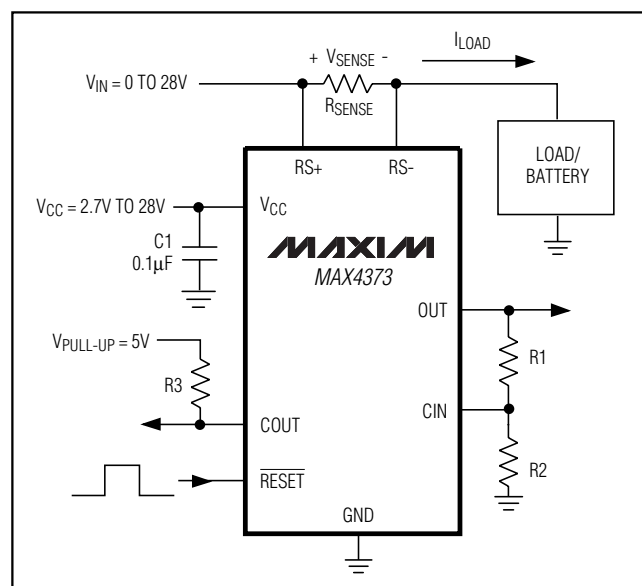 + VSENSE -
ILOAD
VIN = 0 TO 28V
RSENSE
RS+
RS-
LOAD/
BATTERY
VCC = 2.7V TO 28V
VCC
C1
0.1μF
MAXIM
MAX4373
OUT
VPULL-UP = 5V
R1
R3
CIN
COUT
R2
RESET
GND